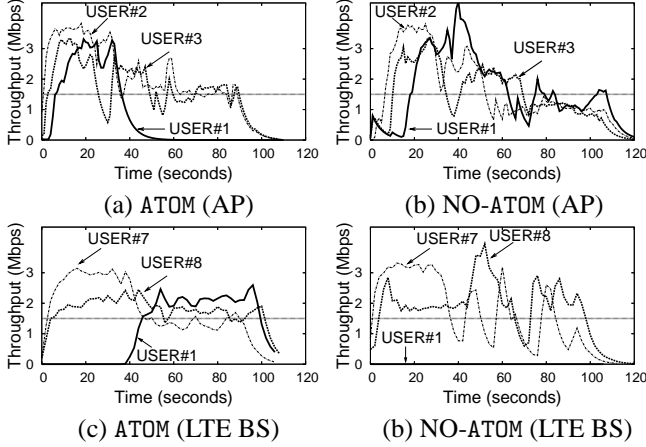 USER#2
USER#3
USER#1
Throughput (Mbps)
3
2
1
0
0 20 40 60 80 100 120
Time (seconds)
(a) ATOM (AP)
USER#2
USER#3
USER#1
Throughput (Mbps)
3
2
1
0
0 20 40 60 80 100 120
Time (seconds)
(b) NO-ATOM (AP)
USER#7
USER#8
USER#1
Throughput (Mbps)
3
2
1
0
0 20 40 60 80 100 120
Time (seconds)
(c) ATOM (LTE BS)
USER#7
USER#8
USER#1
Throughput (Mbps)
3
2
1
0
0 20 40 60 80 100 120
Time (seconds)
(b) NO-ATOM (LTE BS)